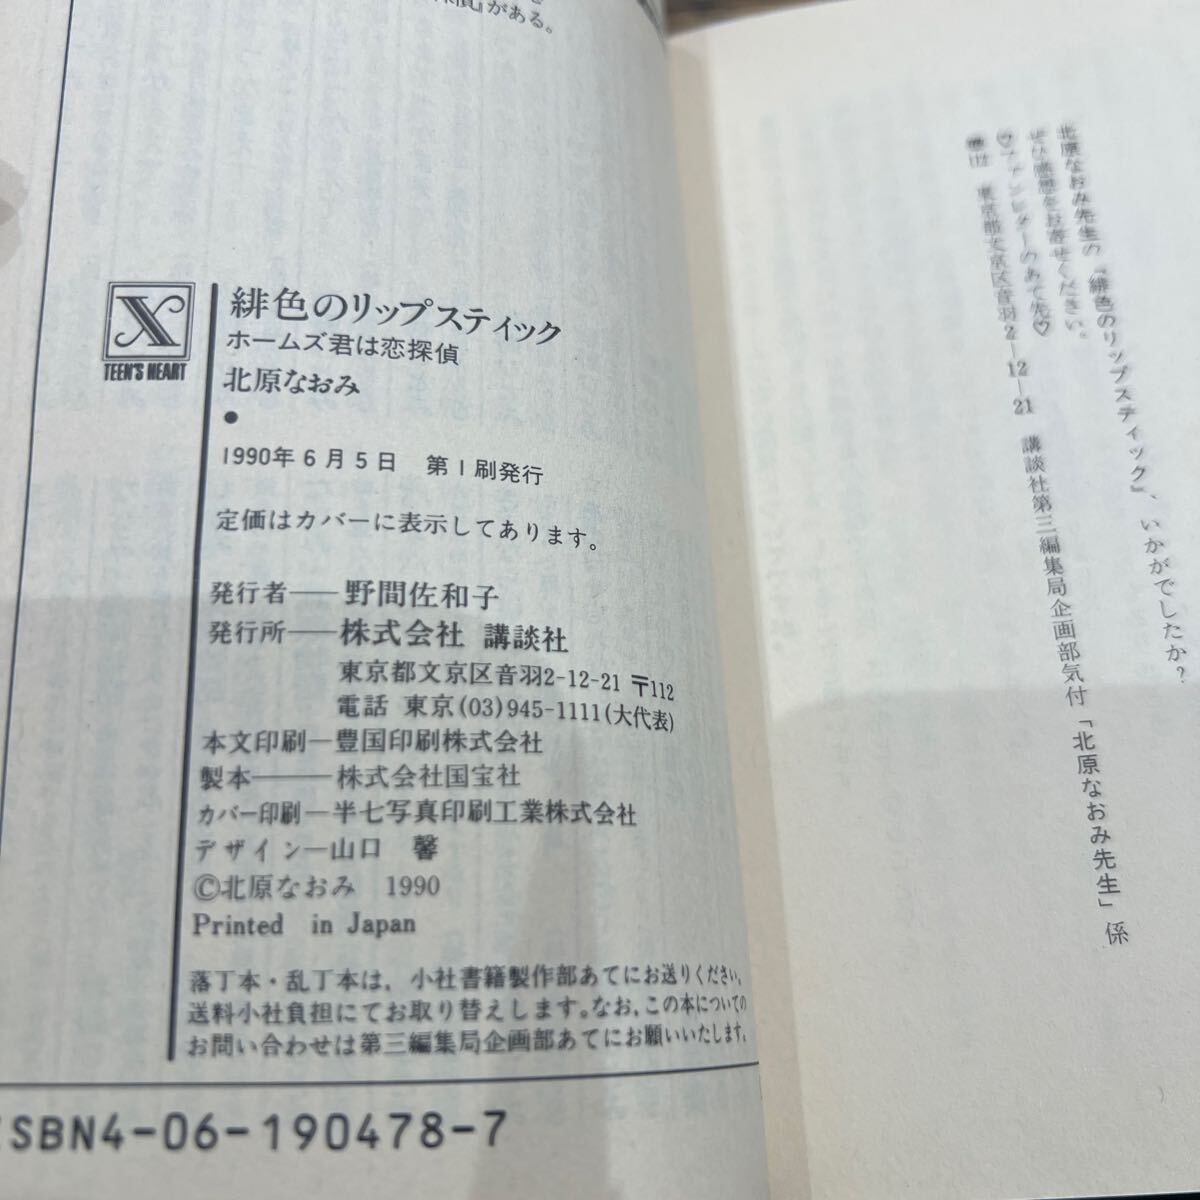 がある。
X
TEEN'S HEART
緋色のリップスティック
ホームズ君は恋探偵
北原なおみ
●
1990年6月5日　第1刷発行
定価はカバーに表示してあります。
発行者──野間佐和子
発行所──株式会社 講談社
東京都文京区音羽2-12-21 〒112
電話 東京(03)945-1111(大代表)
本文印刷─豊国印刷株式会社
製本───株式会社国宝社
カバー印刷─半七写真印刷工業株式会社
デザイン─山口　馨
©北原なおみ　1990
Printed in Japan
落丁本・乱丁本は、小社書籍製作部あてにお送りください。
送料小社負担にてお取り替えします。なお、この本についての
お問い合わせは第三編集局企画部あてにお願いいたします。
ISBN4-06-190478-7
北原なおみ先生の『緋色のリップスティック』、いかがでしたか？
ぜひ感想をお寄せください。
♡ファンレターのあて先♡
東京都文京区音羽2─12─21　講談社第三編集局企画部気付「北原なおみ先生」係